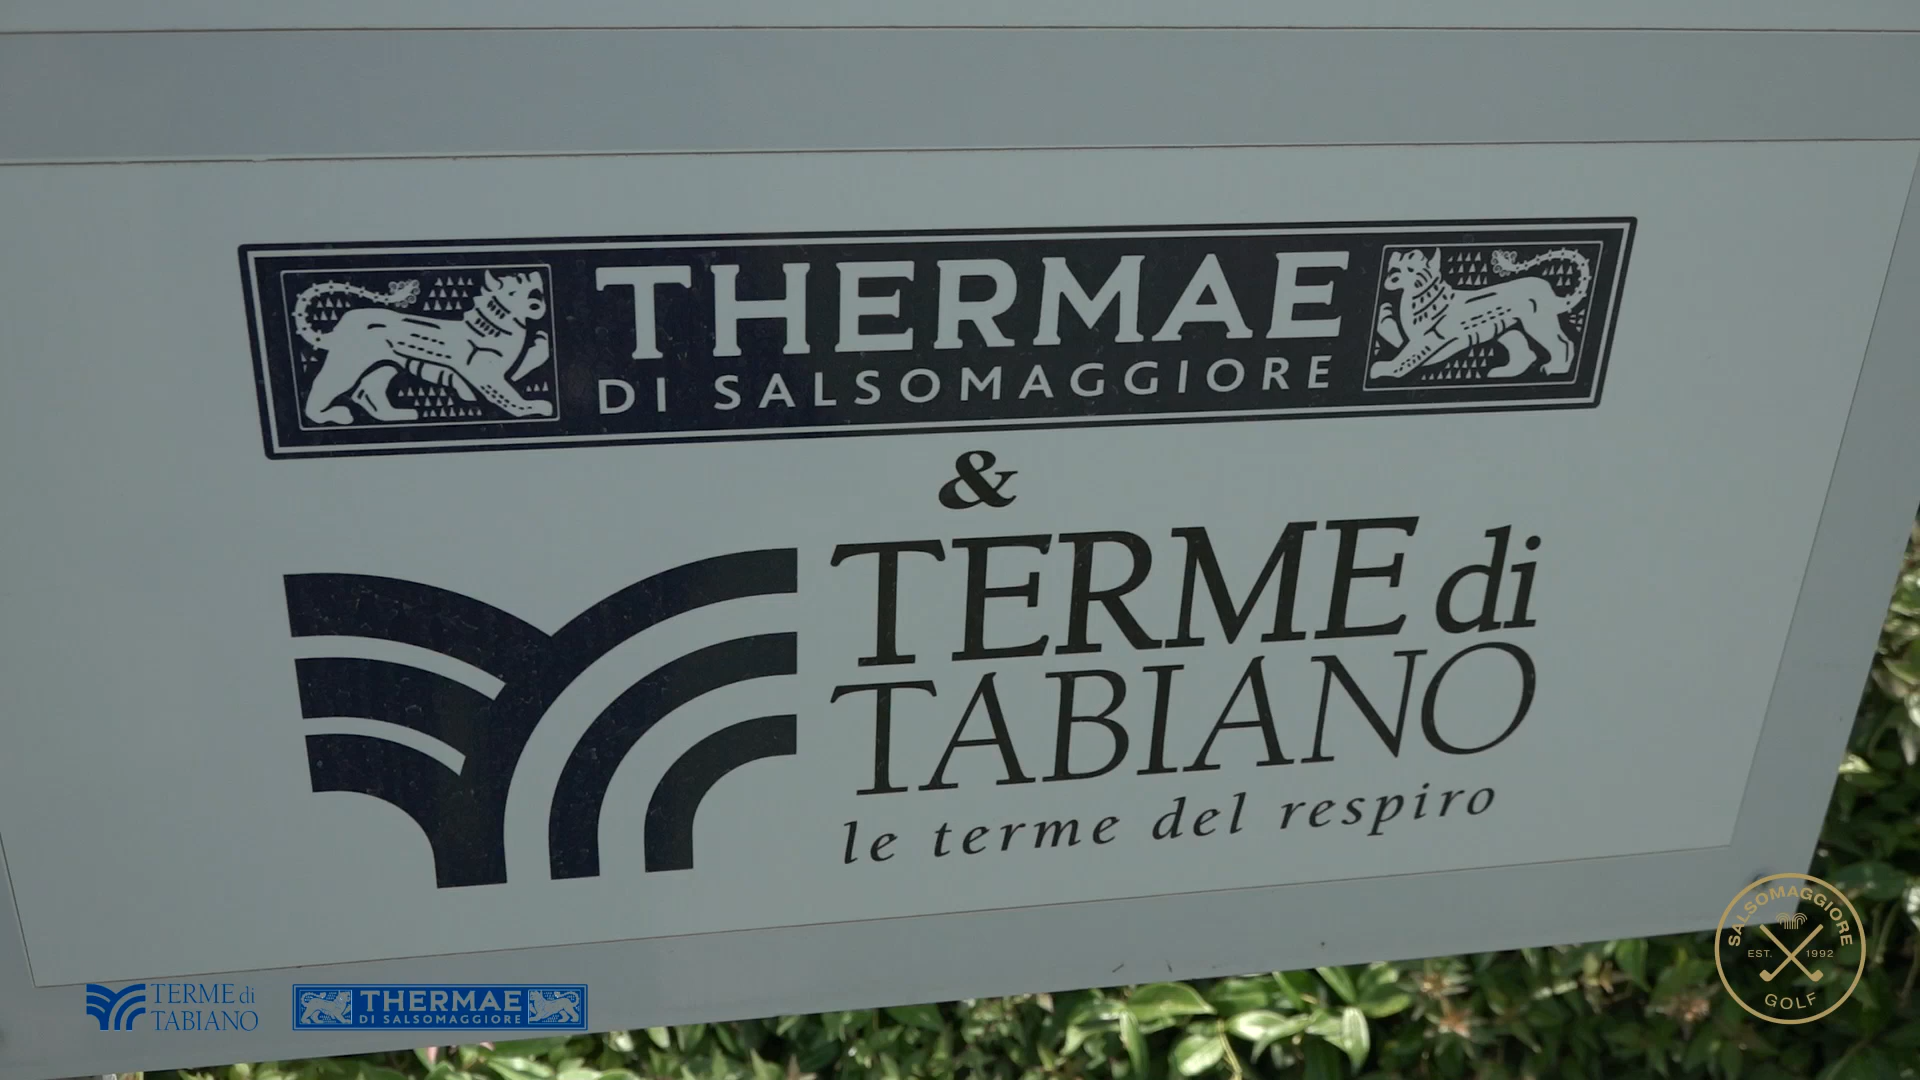 THERMAE
DI SALSOMAGGIORE
&
TERME di
TABIANO
le terme del respiro
TERME di
TABIANO
THERMAE
DI SALSOMAGGIORE
SALSOMAGGIORE
EST. 1992
GOLF